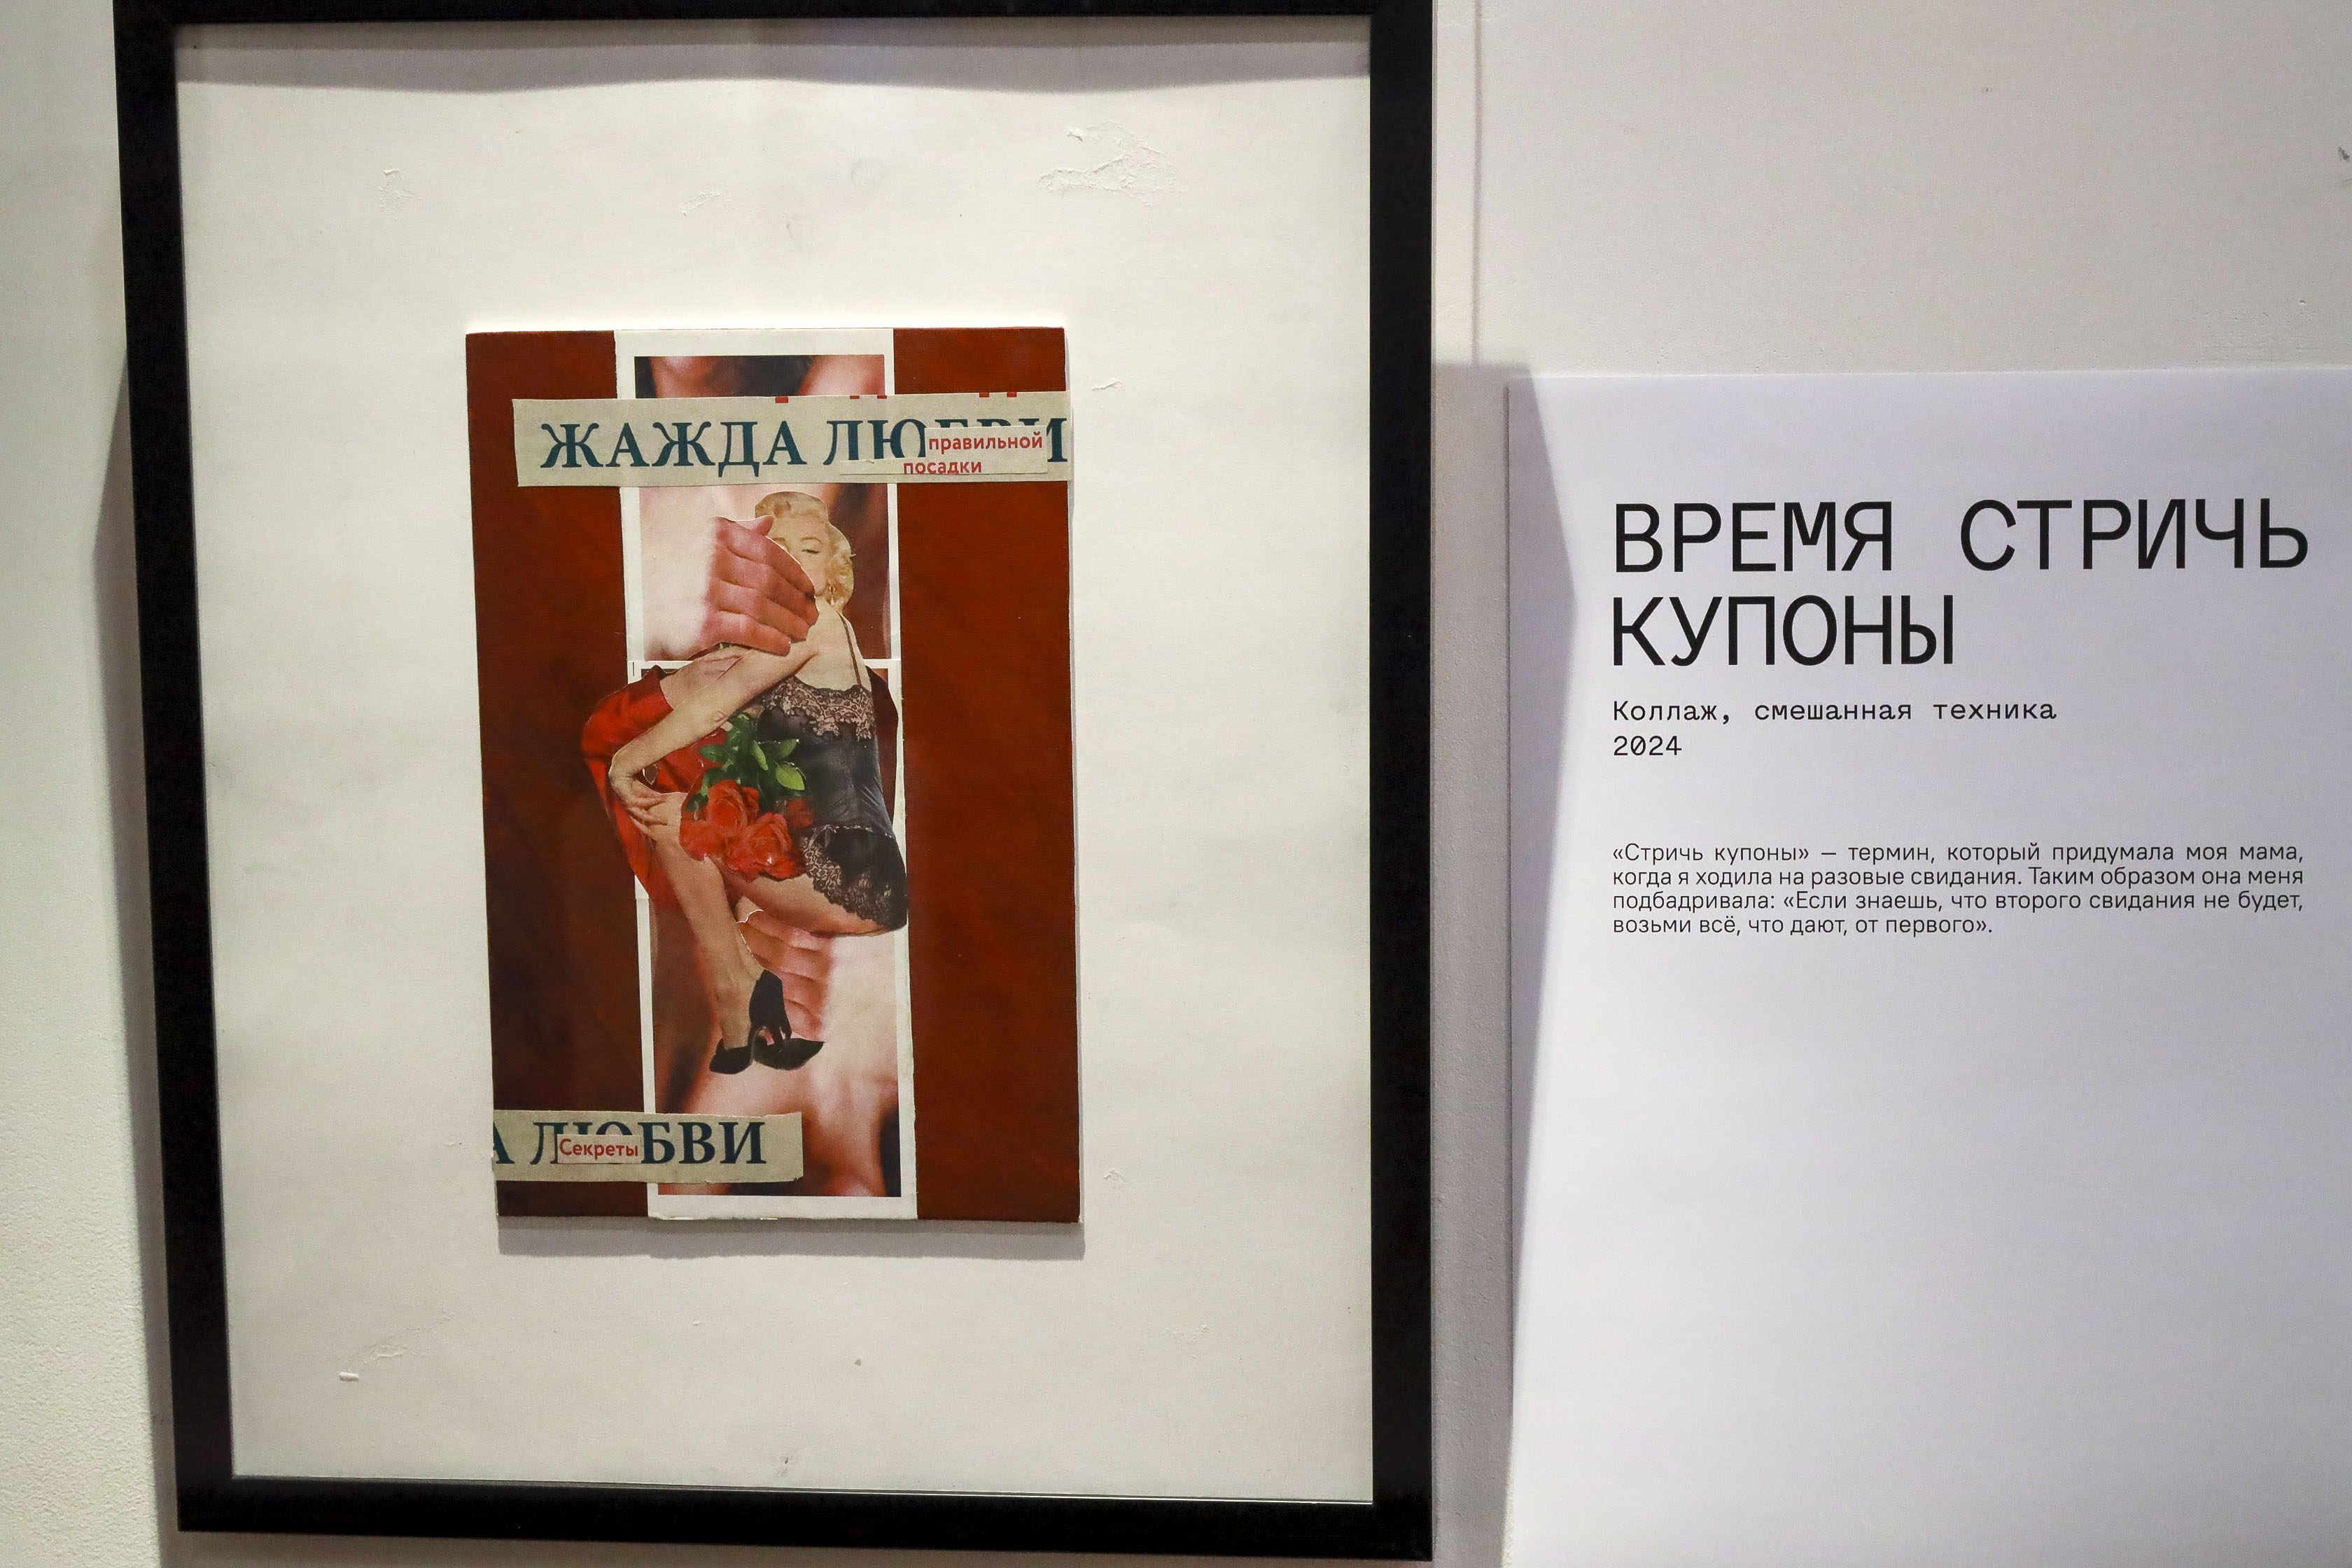 ЖАЖДА ЛЮБВИ
правильной
посадки
А ЛЮБВИ
Секреты
ВРЕМЯ СТРИЧЬ
КУПОНЫ
Коллаж, смешанная техника
2024
«Стричь купоны» — термин, который придумала моя мама,
когда я ходила на разовые свидания. Таким образом она меня
подбадривала: «Если знаешь, что второго свидания не будет,
возьми всё, что дают, от первого».